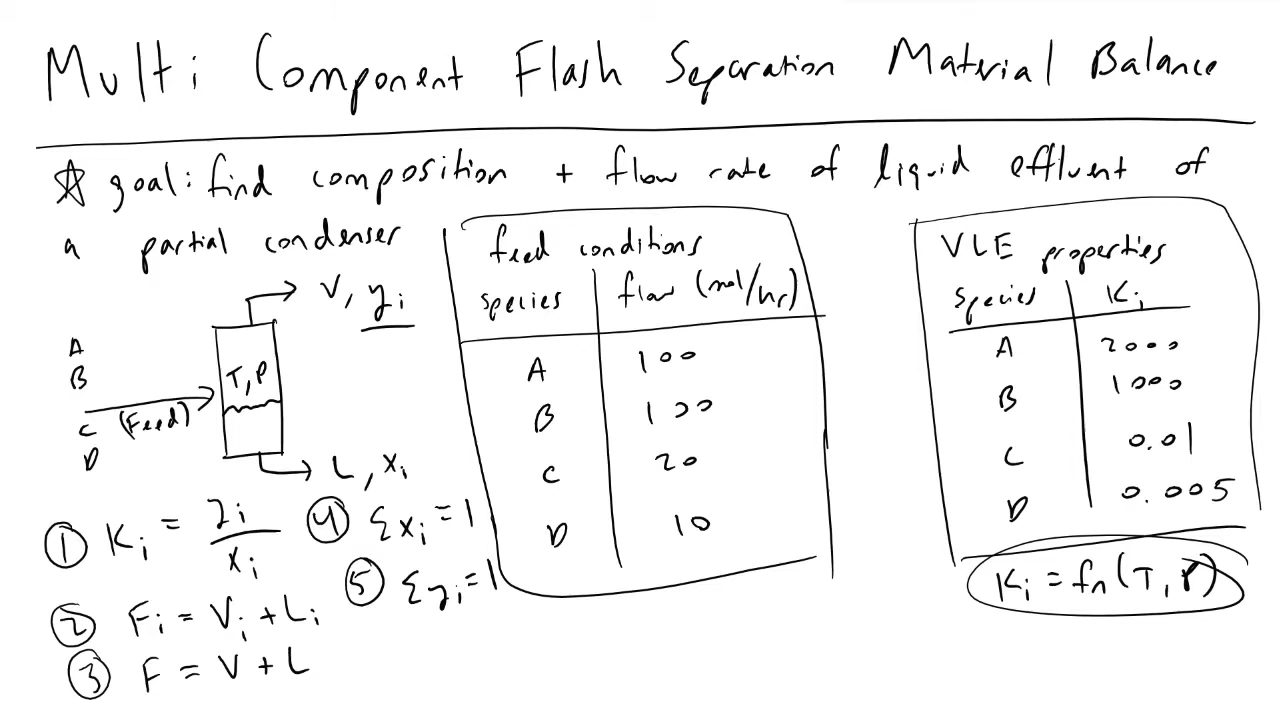 Multi Component Flash Separation Material Balance
☆ goal: find composition + flow rate of liquid effluent of
a partial condenser
V, yi
A
B
C
D
(Feed)
T, P
L, xi
① Ki = yi / xi
② Fi = Vi + Li
③ F = V + L
④ Σxi = 1
⑤ Σyi = 1
feed conditions
species flow (mol/hr)
A 100
B 100
C 20
D 10
VLE properties
Species Ki
A 2000
B 1000
C 0.01
D 0.005
Ki = fn(T, P)